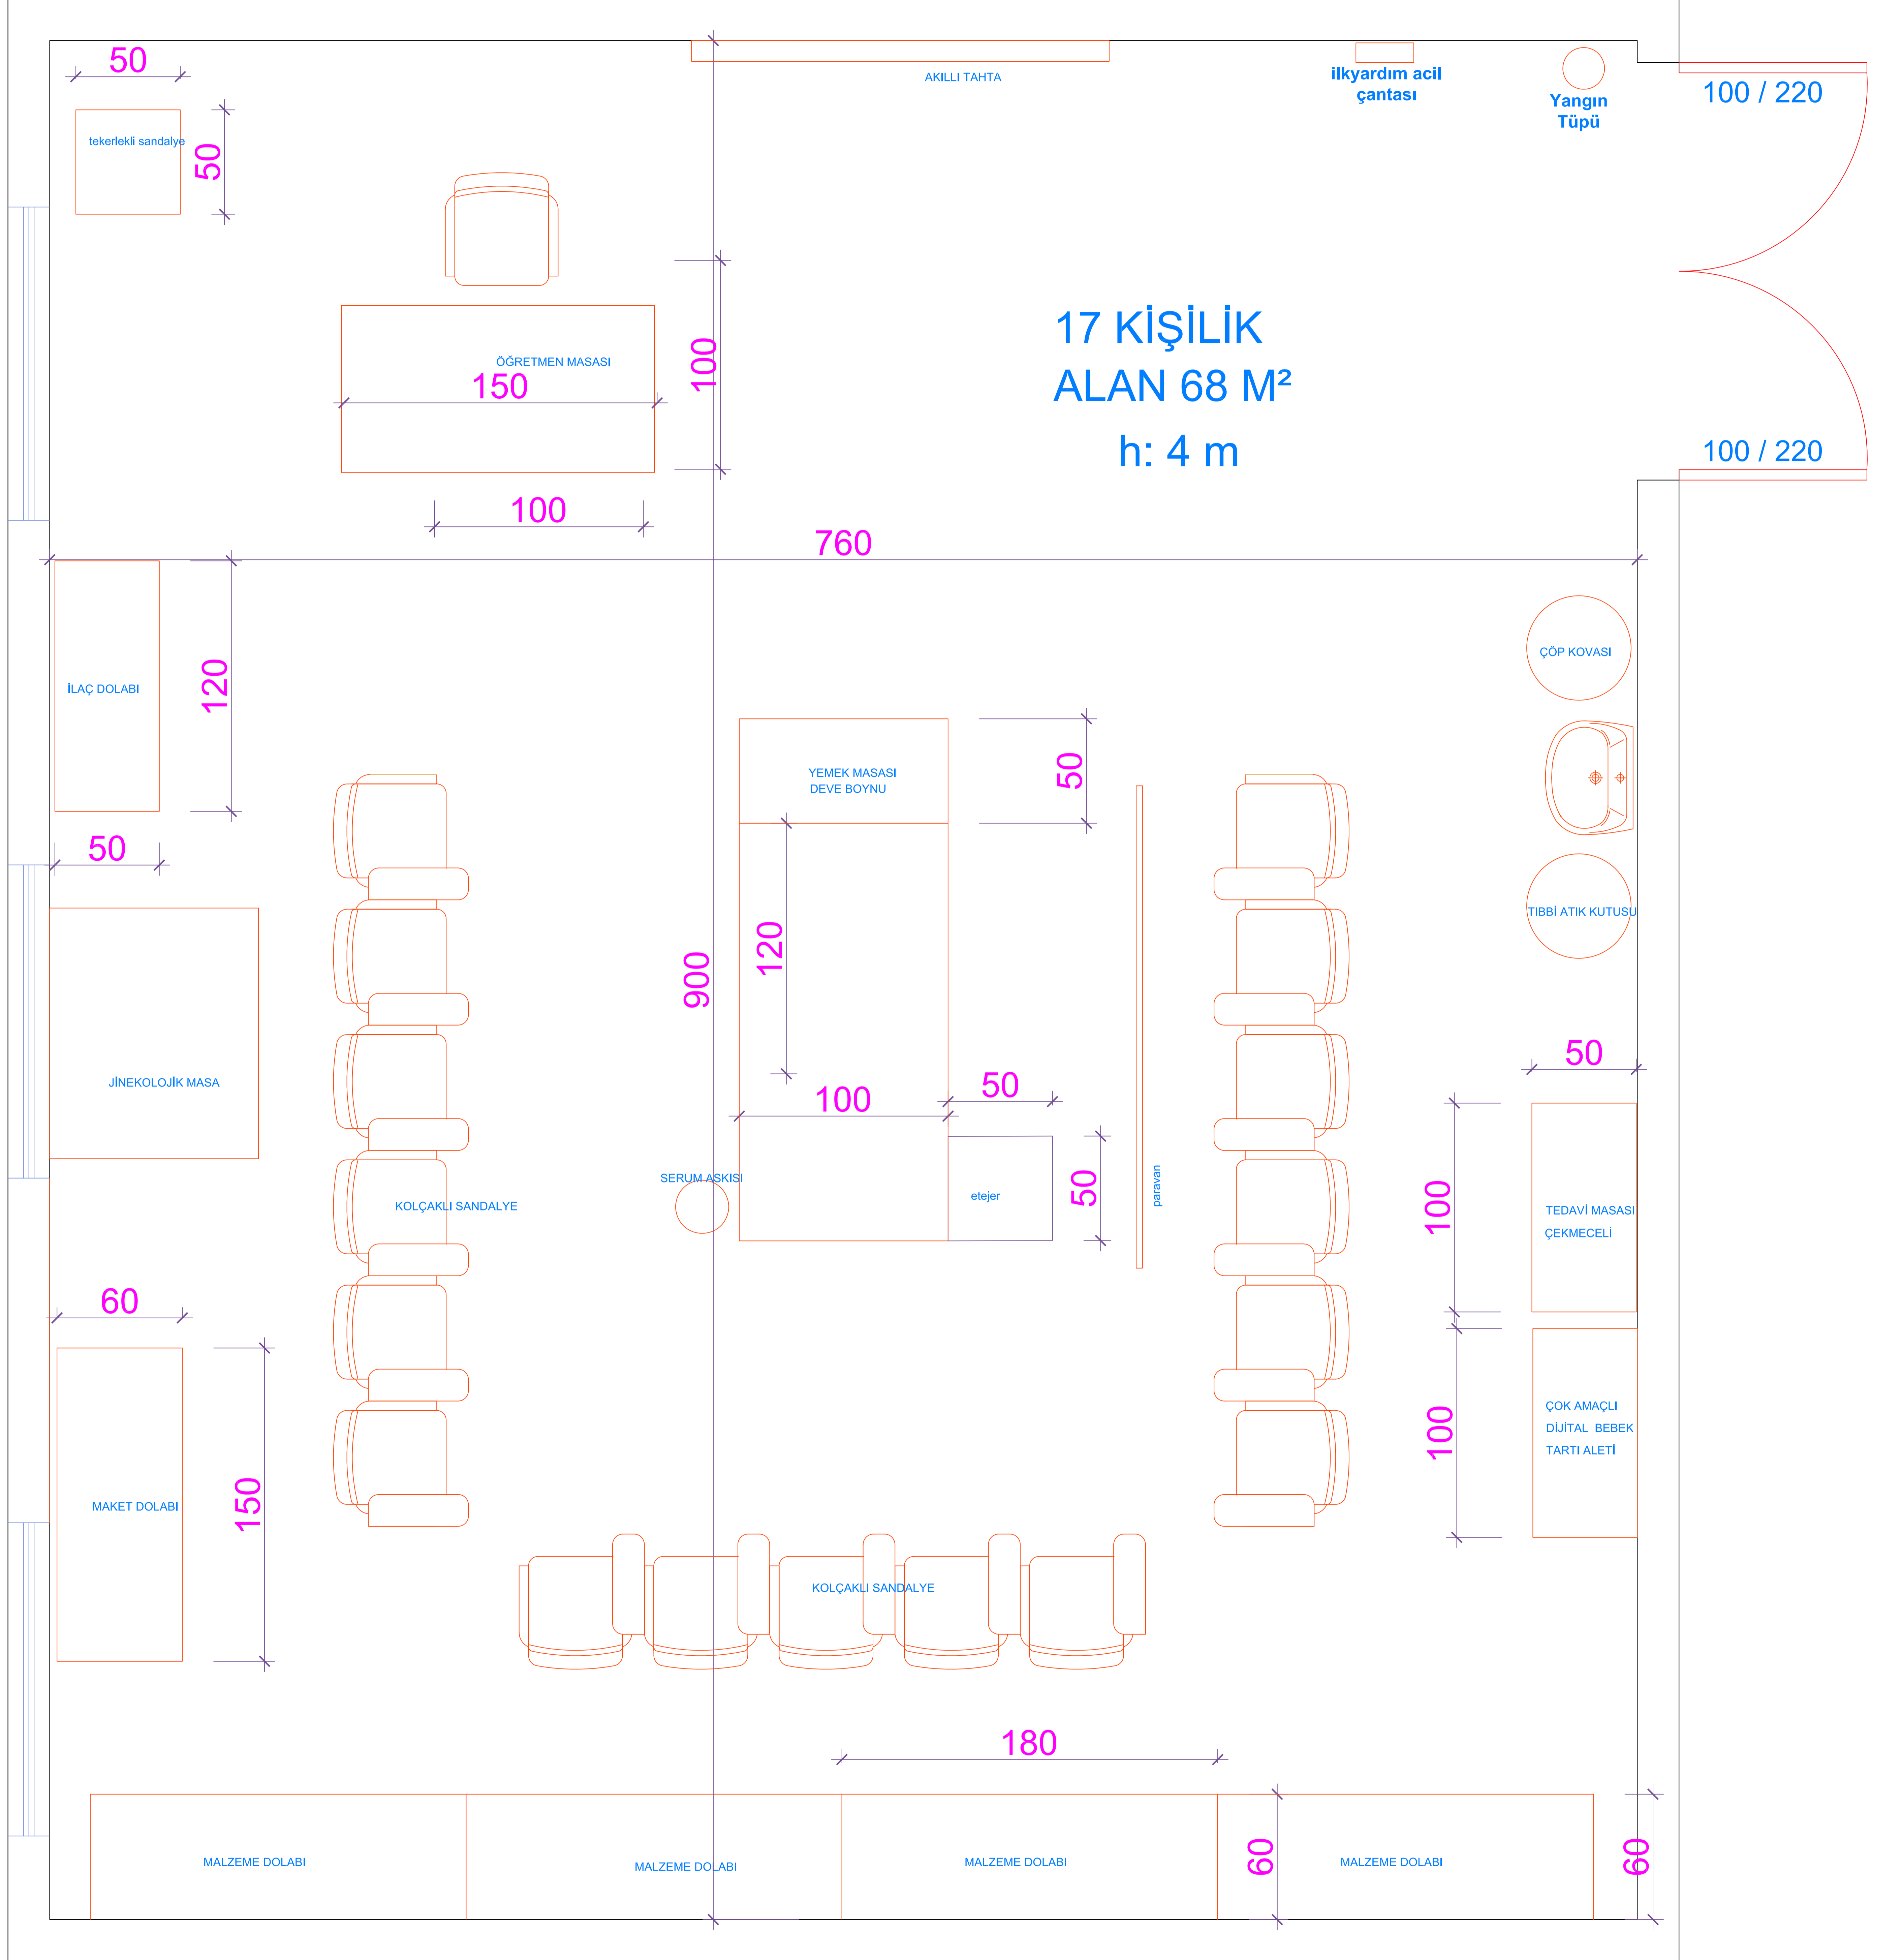 50
AKILLI TAHTA
ilkyardım acil
çantası
Yangın
Tüpü
100 / 220
tekerlekli sandalye
50
17 KİŞİLİK
ALAN 68 M²
h: 4 m
ÖĞRETMEN MASASI
150
100
100 / 220
100
760
İLAÇ DOLABI
120
50
ÇÖP KOVASI
YEMEK MASASI
DEVE BOYNU
50
TIBBİ ATIK KUTUSU
120
900
JİNEKOLOJİK MASA
100
50
50
SERUM ASKISI
etejer
50
paravan
KOLÇAKLI SANDALYE
100
TEDAVİ MASASI
ÇEKMECELİ
60
ÇOK AMAÇLI
DİJİTAL BEBEK
TARTI ALETİ
100
MAKET DOLABI
150
KOLÇAKLI SANDALYE
180
MALZEME DOLABI
MALZEME DOLABI
MALZEME DOLABI
60
MALZEME DOLABI
60